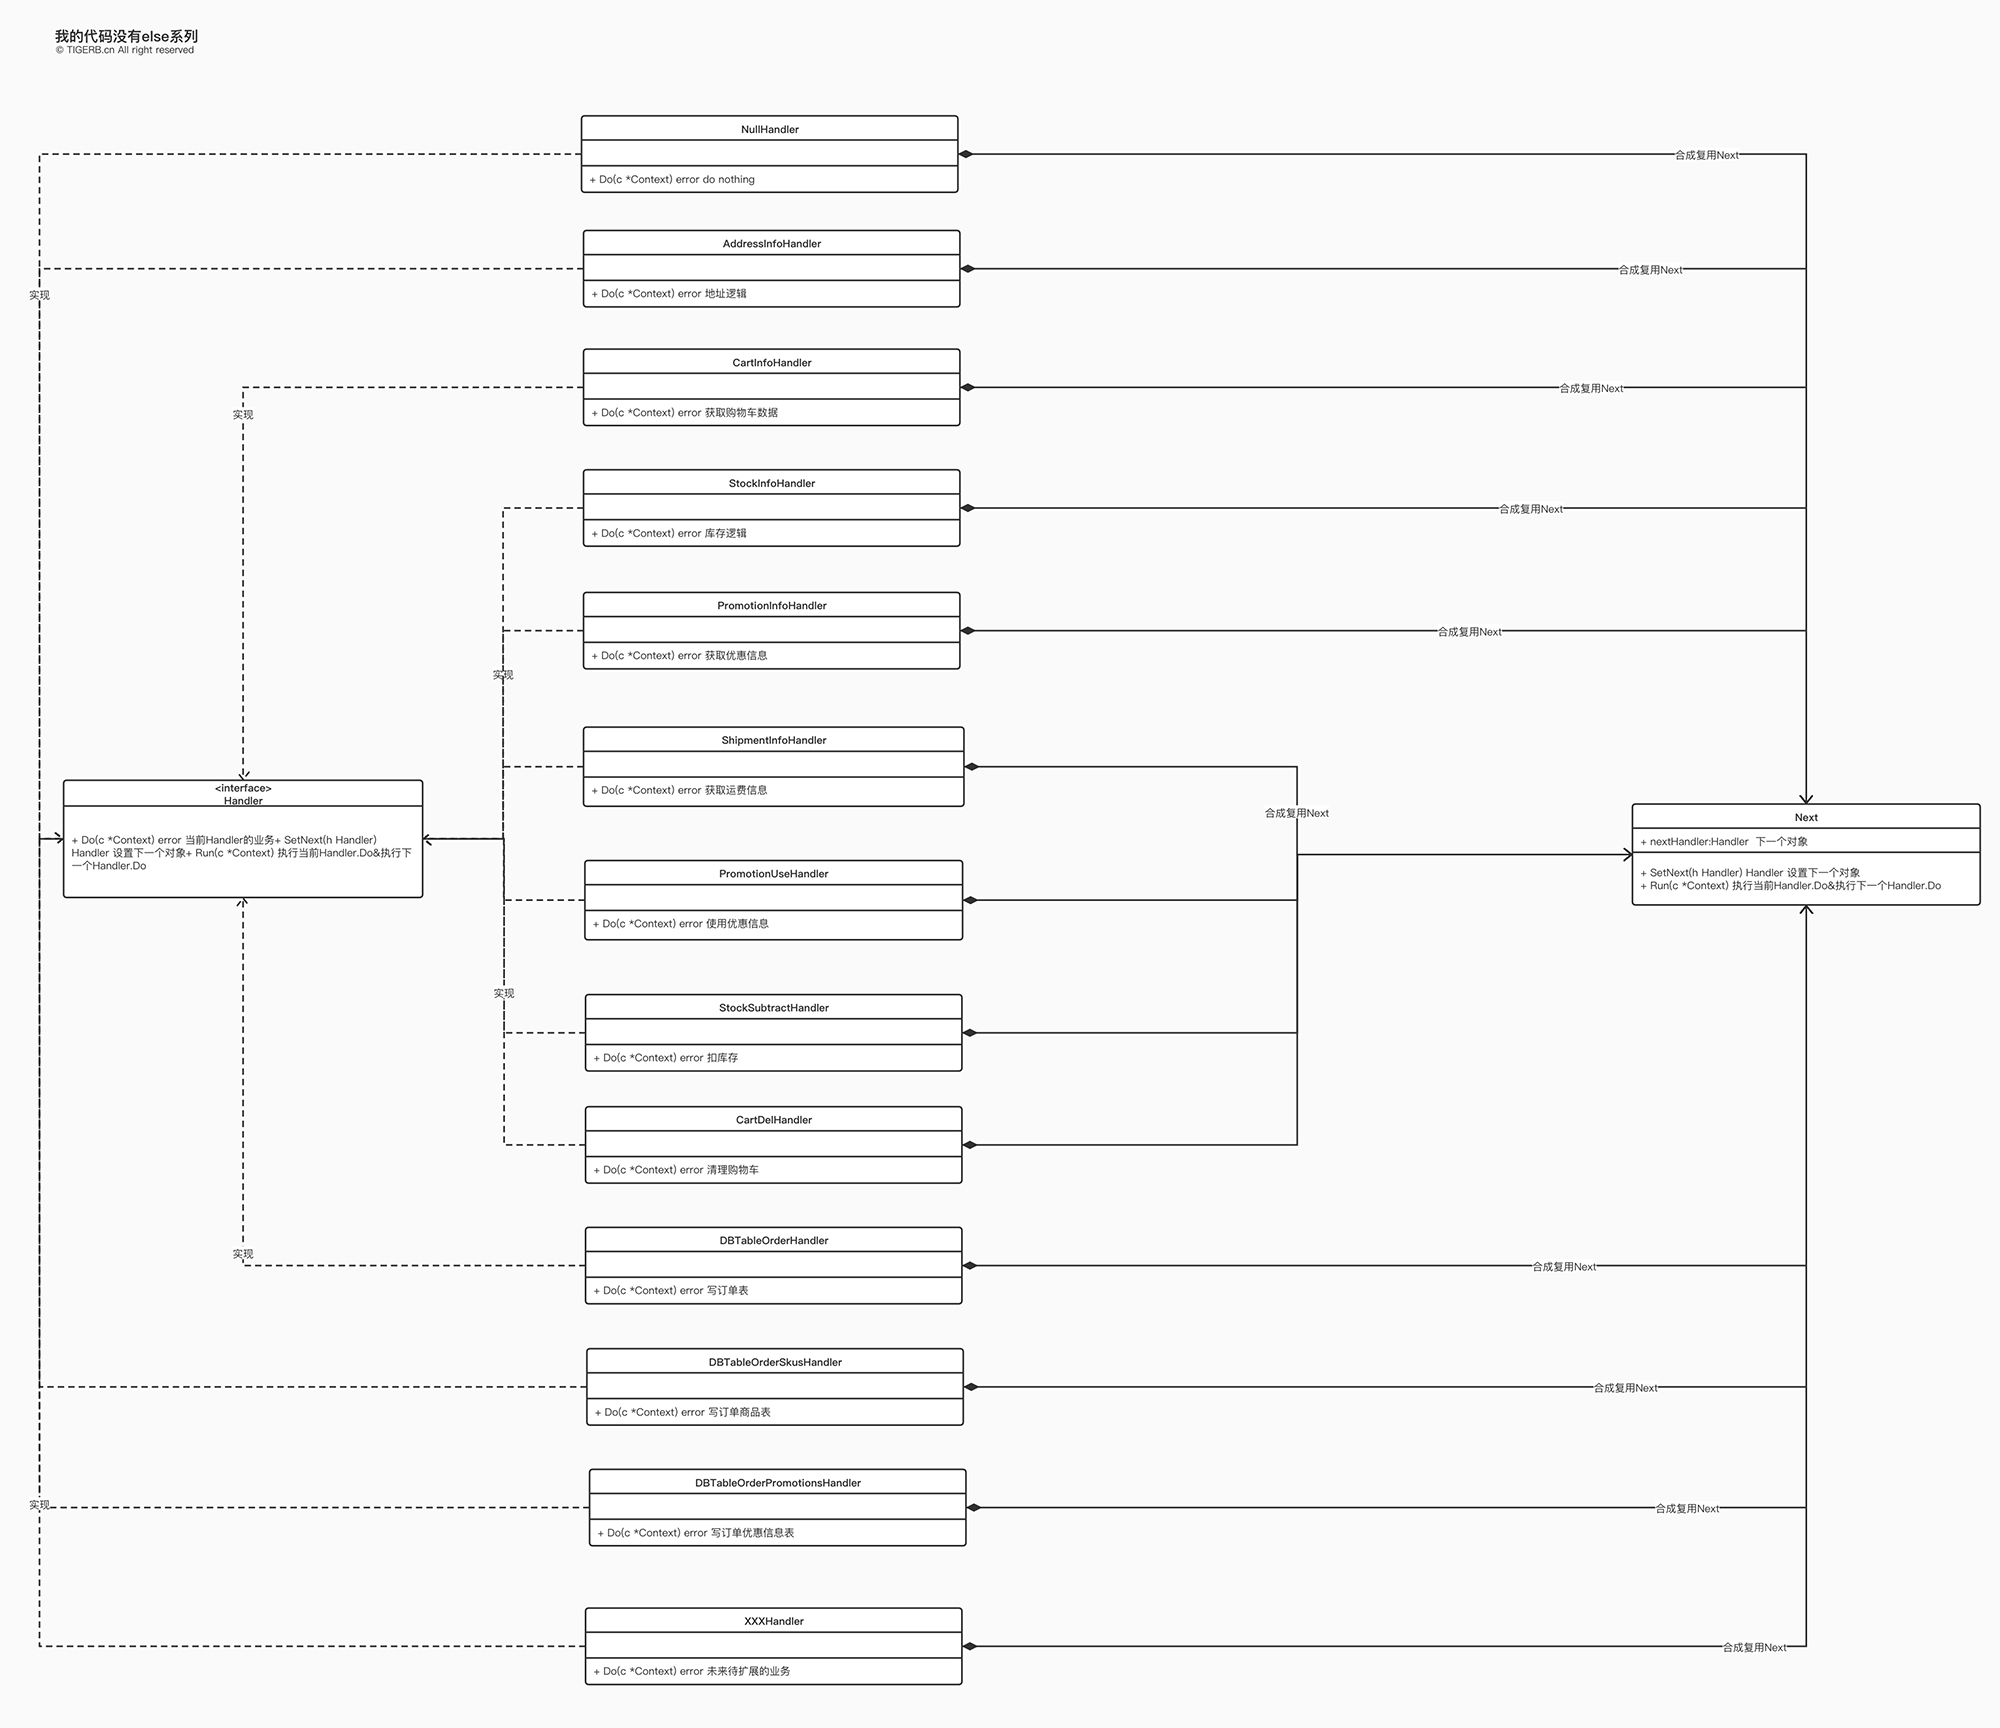 我的代码没有else系列
© TIGERB.cn All right reserved
NullHandler
合成复用Next
+ Do(c *Context) error do nothing
AddressInfoHandler
合成复用Next
实现
+ Do(c *Context) error 地址逻辑
CartInfoHandler
合成复用Next
实现
+ Do(c *Context) error 获取购物车数据
StockInfoHandler
合成复用Next
+ Do(c *Context) error 库存逻辑
PromotionInfoHandler
合成复用Next
+ Do(c *Context) error 获取优惠信息
实现
ShipmentInfoHandler
+ Do(c *Context) error 获取运费信息
合成复用Next
<interface>
Handler
+ Do(c *Context) error 当前Handler的业务+ SetNext(h Handler)
Handler 设置下一个对象+ Run(c *Context) 执行当前Handler.Do&执行下
一个Handler.Do
Next
+ nextHandler:Handler 下一个对象
+ SetNext(h Handler) Handler 设置下一个对象
+ Run(c *Context) 执行当前Handler.Do&执行下一个Handler.Do
PromotionUseHandler
+ Do(c *Context) error 使用优惠信息
实现
StockSubtractHandler
+ Do(c *Context) error 扣库存
CartDelHandler
+ Do(c *Context) error 清理购物车
DBTableOrderHandler
实现
合成复用Next
+ Do(c *Context) error 写订单表
DBTableOrderSkusHandler
合成复用Next
+ Do(c *Context) error 写订单商品表
DBTableOrderPromotionsHandler
实现
合成复用Next
+ Do(c *Context) error 写订单优惠信息表
XXXHandler
合成复用Next
+ Do(c *Context) error 未来待扩展的业务